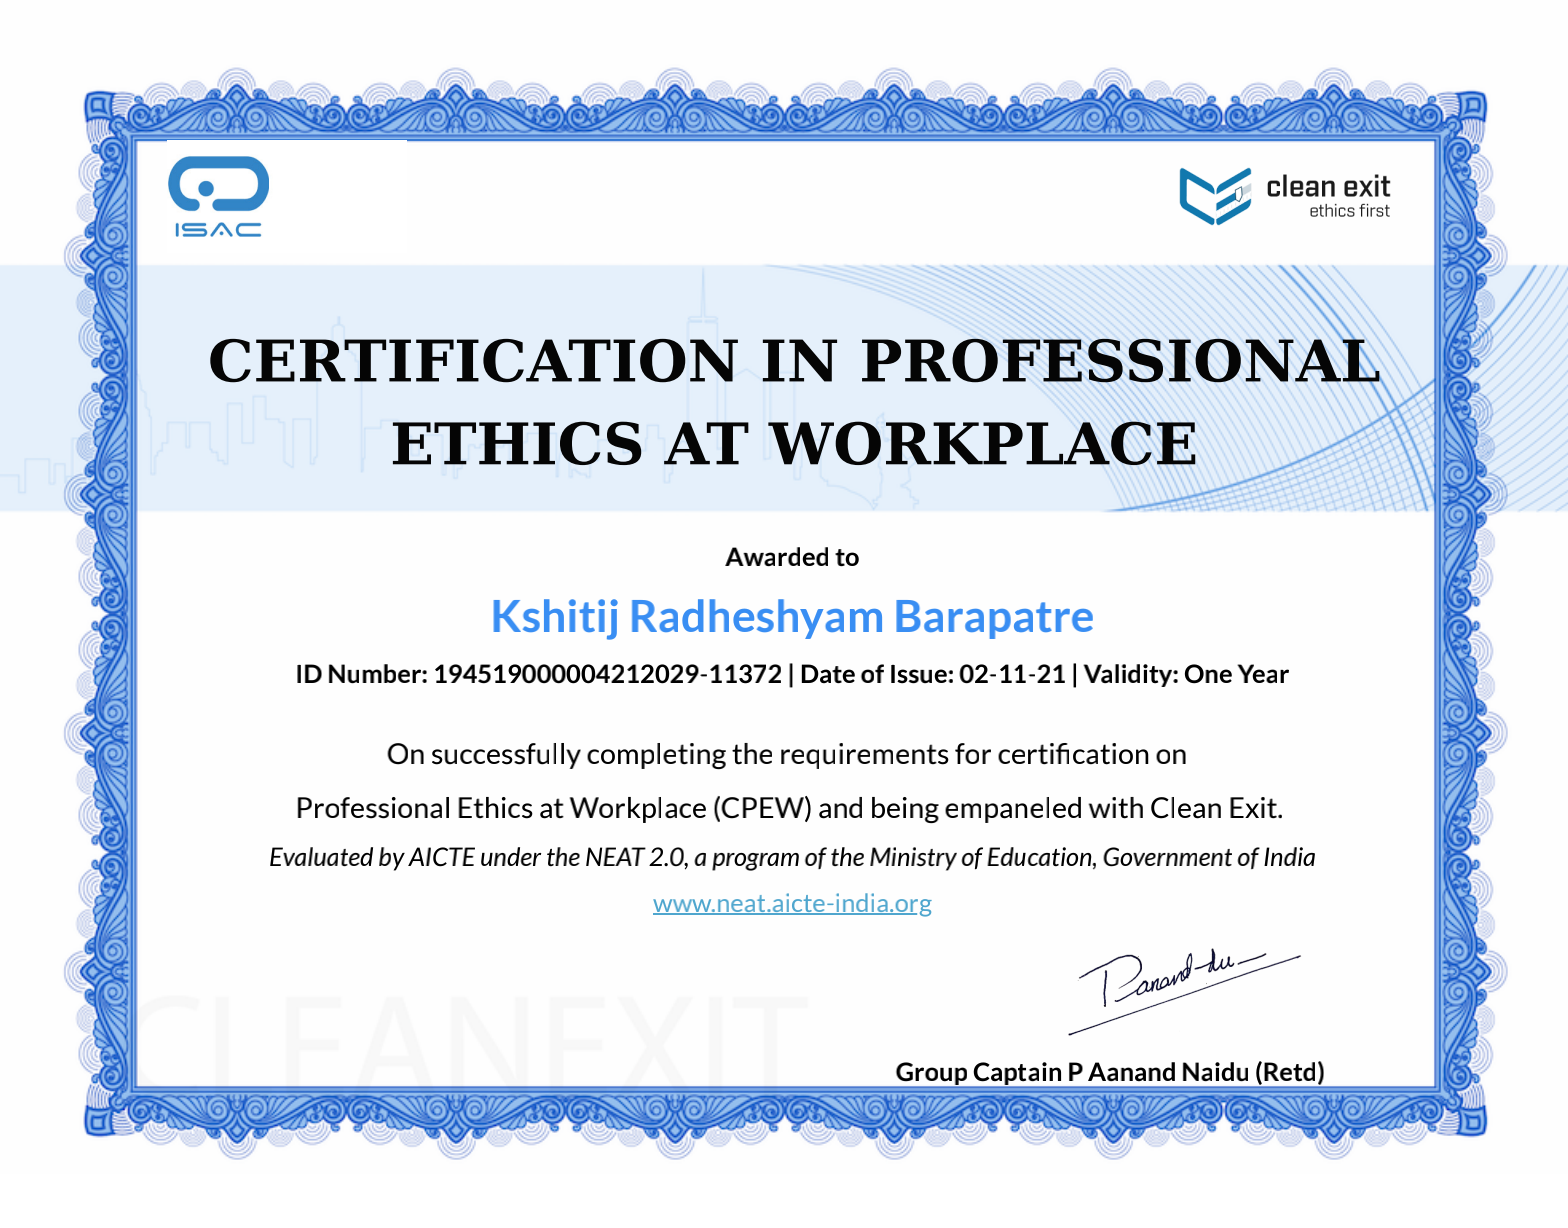 ISAC
clean exit
ethics first
CERTIFICATION IN PROFESSIONAL
ETHICS AT WORKPLACE
Awarded to
Kshitij Radheshyam Barapatre
ID Number: 194519000004212029-11372 | Date of Issue: 02-11-21 | Validity: One Year
On successfully completing the requirements for certification on
Professional Ethics at Workplace (CPEW) and being empaneled with Clean Exit.
Evaluated by AICTE under the NEAT 2.0, a program of the Ministry of Education, Government of India
www.neat.aicte-india.org
CLEANEXIT
Group Captain P Aanand Naidu (Retd)